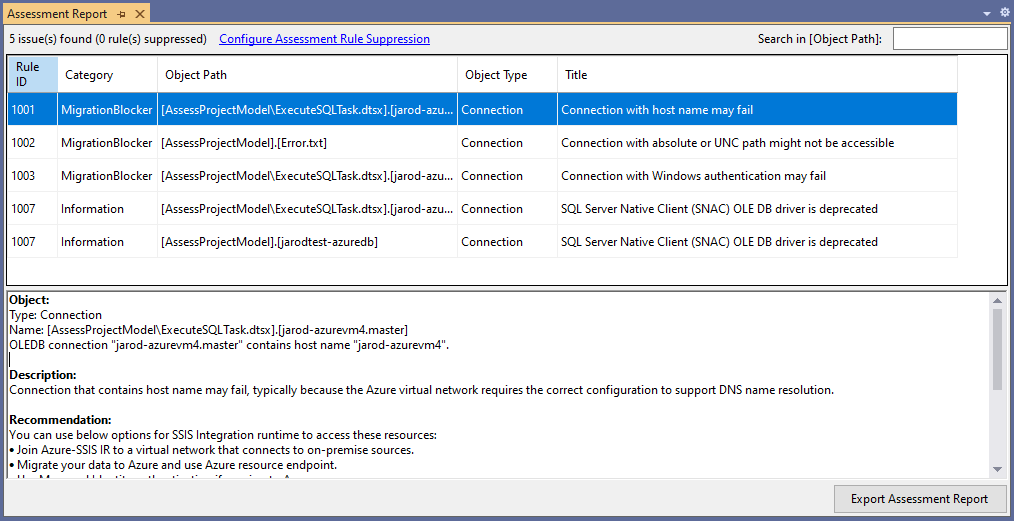 Assessment Report
5 issue(s) found (0 rule(s) suppressed) Configure Assessment Rule Suppression Search in [Object Path]:
Rule ID Category Object Path Object Type Title
1001 MigrationBlocker [AssessProjectModel\ExecuteSQLTask.dtsx].[jarod-azu... Connection Connection with host name may fail
1002 MigrationBlocker [AssessProjectModel].[Error.txt] Connection Connection with absolute or UNC path might not be accessible
1003 MigrationBlocker [AssessProjectModel\ExecuteSQLTask.dtsx].[jarod-azu... Connection Connection with Windows authentication may fail
1007 Information [AssessProjectModel\ExecuteSQLTask.dtsx].[jarod-azu... Connection SQL Server Native Client (SNAC) OLE DB driver is deprecated
1007 Information [AssessProjectModel].[jarodtest-azuredb] Connection SQL Server Native Client (SNAC) OLE DB driver is deprecated
Object:
Type: Connection
Name: [AssessProjectModel\ExecuteSQLTask.dtsx].[jarod-azurevm4.master]
OLEDB connection "jarod-azurevm4.master" contains host name "jarod-azurevm4".
Description:
Connection that contains host name may fail, typically because the Azure virtual network requires the correct configuration to support DNS name resolution.
Recommendation:
You can use below options for SSIS Integration runtime to access these resources:
• Join Azure-SSIS IR to a virtual network that connects to on-premise sources.
• Migrate your data to Azure and use Azure resource endpoint.
Export Assessment Report